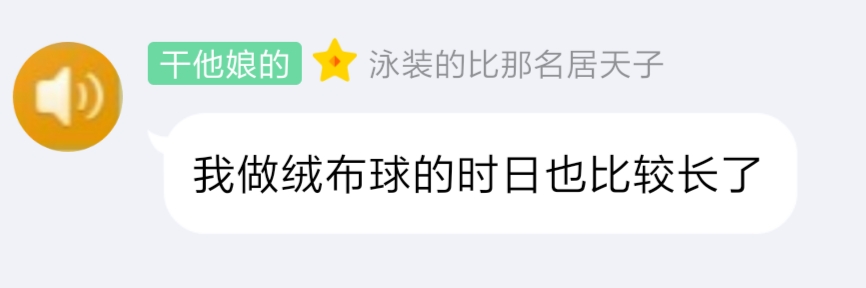 干他娘的 泳装的比那名居天子
我做绒布球的时日也比较长了